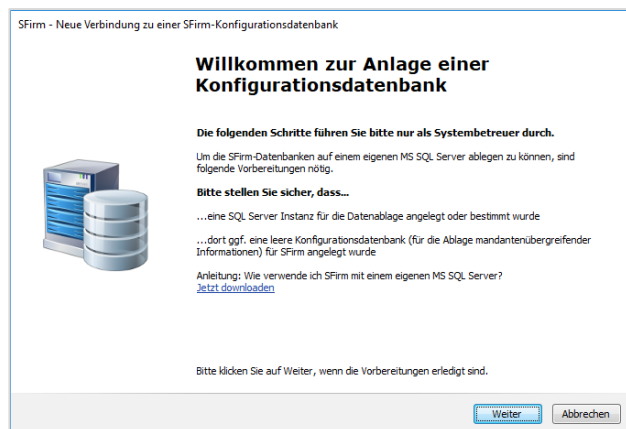 SFirm - Neue Verbindung zu einer SFirm-Konfigurationsdatenbank
Willkommen zur Anlage einer
Konfigurationsdatenbank
Die folgenden Schritte führen Sie bitte nur als Systembetreuer durch.
Um die SFirm-Datenbanken auf einem eigenen MS SQL Server ablegen zu können, sind
folgende Vorbereitungen nötig.
Bitte stellen Sie sicher, dass...
...eine SQL Server Instanz für die Datenablage angelegt oder bestimmt wurde
...dort ggf. eine leere Konfigurationsdatenbank (für die Ablage mandantenübergreifender
Informationen) für SFirm angelegt wurde
Anleitung: Wie verwende ich SFirm mit einem eigenen MS SQL Server?
Jetzt downloaden
Bitte klicken Sie auf Weiter, wenn die Vorbereitungen erledigt sind.
Weiter Abbrechen